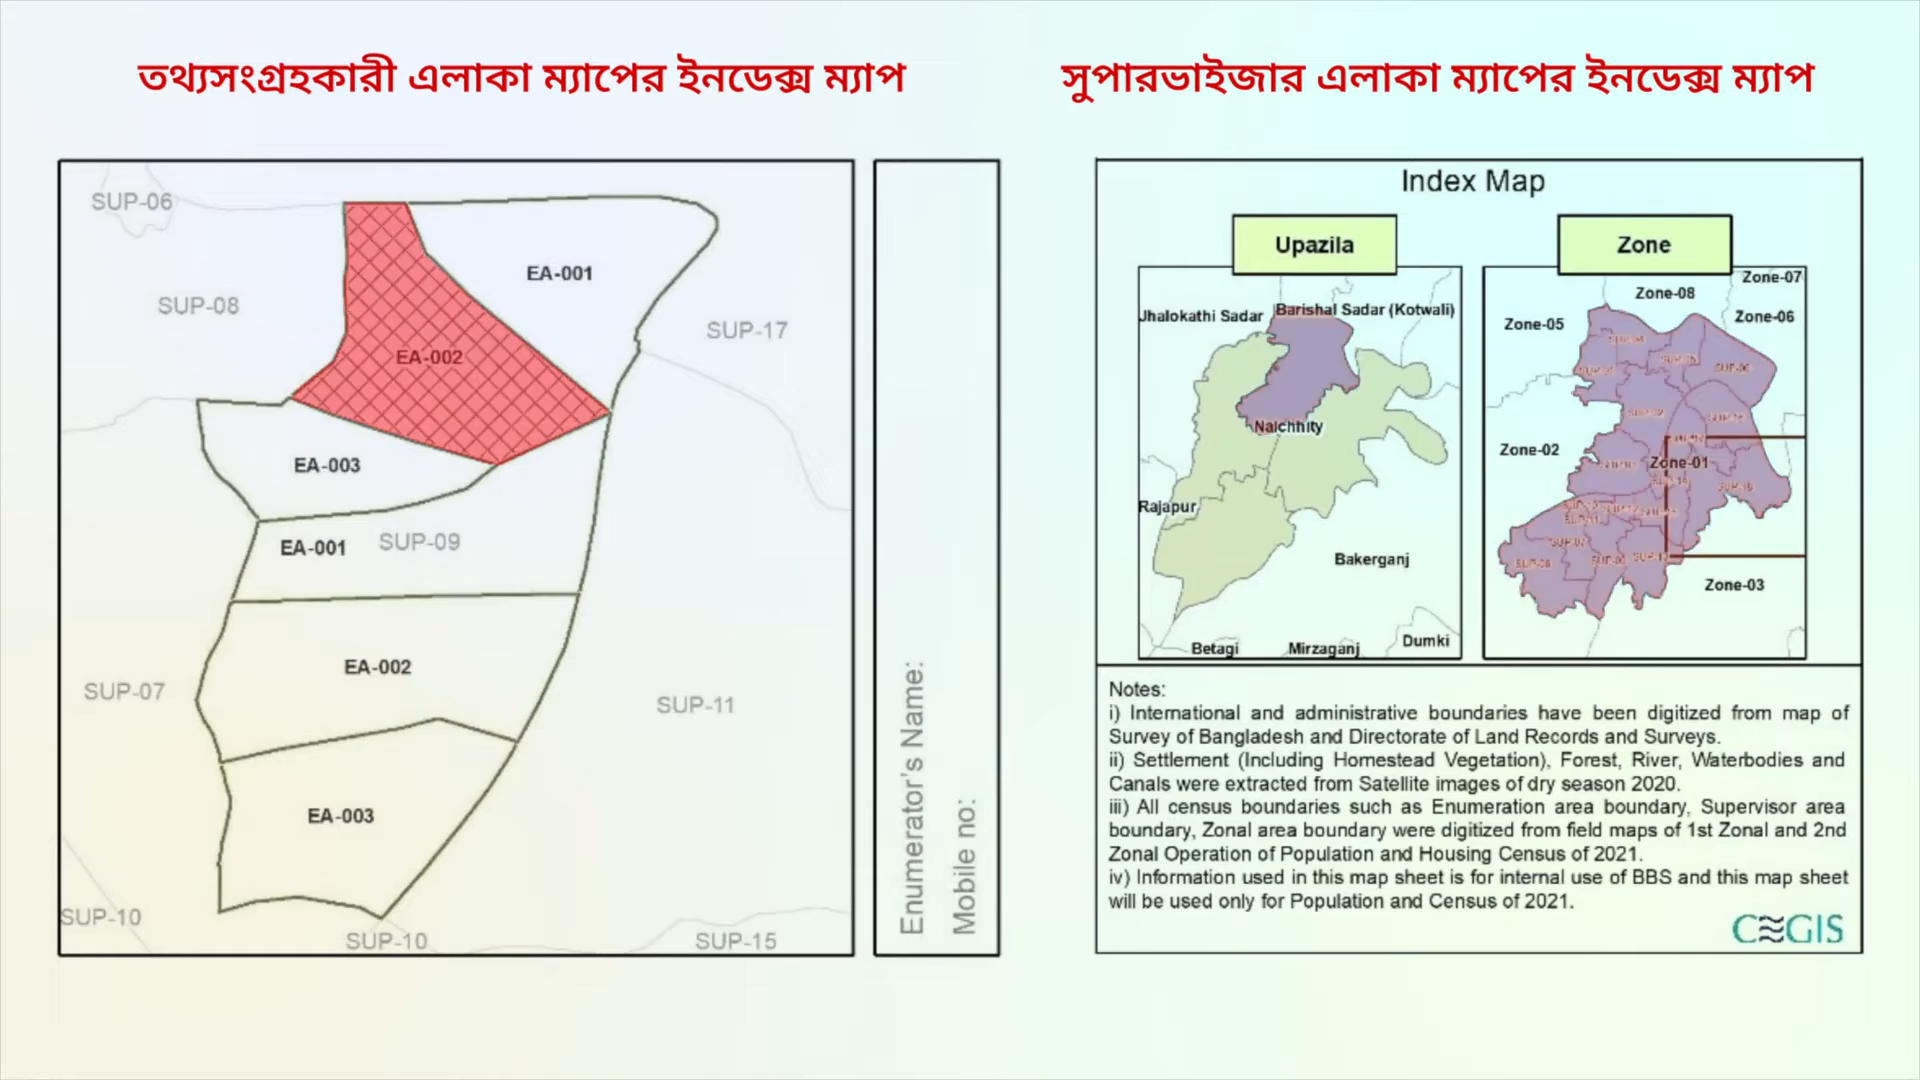 তথ্যসংগ্রহকারী এলাকা ম্যাপের ইনডেক্স ম্যাপ
সুপারভাইজার এলাকা ম্যাপের ইনডেক্স ম্যাপ
SUP-06
EA-001
SUP-08
SUP-17
EA-002
EA-003
EA-001
SUP-09
EA-002
SUP-07
SUP-11
EA-003
SUP-10
SUP-10
SUP-15
Enumerator's Name:
Mobile no:
Index Map
Upazila
Jhalokathi Sadar
Barishal Sadar (Kotwali)
Nalchhity
Rajapur
Bakerganj
Betagi
Mirzaganj
Dumki
Zone
Zone-07
Zone-08
Zone-05
Zone-06
Zone-02
Zone-01
Zone-03
Notes:
i) International and administrative boundaries have been digitized from map of
Survey of Bangladesh and Directorate of Land Records and Surveys.
ii) Settlement (Including Homestead Vegetation), Forest, River, Waterbodies and
Canals were extracted from Satellite images of dry season 2020.
iii) All census boundaries such as Enumeration area boundary, Supervisor area
boundary, Zonal area boundary were digitized from field maps of 1st Zonal and 2nd
Zonal Operation of Population and Housing Census of 2021.
iv) Information used in this map sheet is for internal use of BBS and this map sheet
will be used only for Population and Census of 2021.
CEGIS